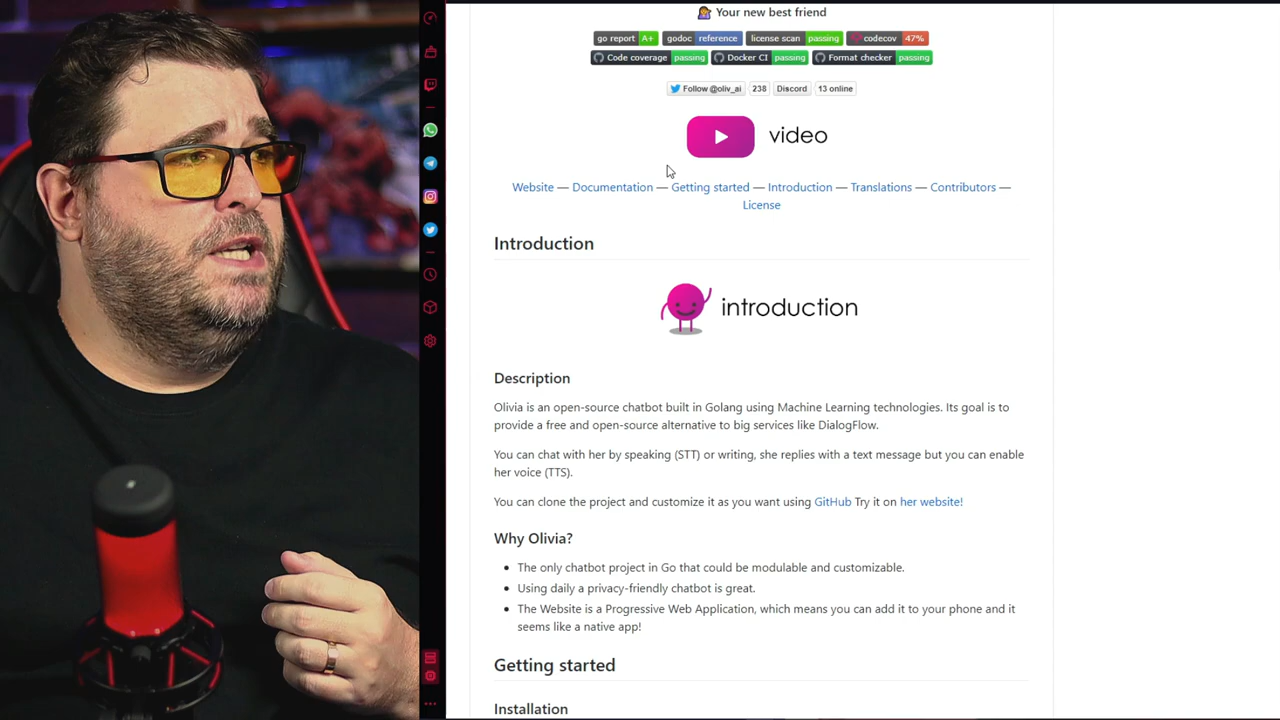 Your new best friend
go report A+ godoc reference license scan passing codecov 47%
Code coverage passing Docker CI passing Format checker passing
Follow @oliv_ai 238 Discord 13 online
video
Website — Documentation — Getting started — Introduction — Translations — Contributors —
License
Introduction
introduction
Description
Olivia is an open-source chatbot built in Golang using Machine Learning technologies. Its goal is to
provide a free and open-source alternative to big services like DialogFlow.
You can chat with her by speaking (STT) or writing, she replies with a text message but you can enable
her voice (TTS).
You can clone the project and customize it as you want using GitHub Try it on her website!
Why Olivia?
The only chatbot project in Go that could be modulable and customizable.
Using daily a privacy-friendly chatbot is great.
The Website is a Progressive Web Application, which means you can add it to your phone and it
seems like a native app!
Getting started
Installation